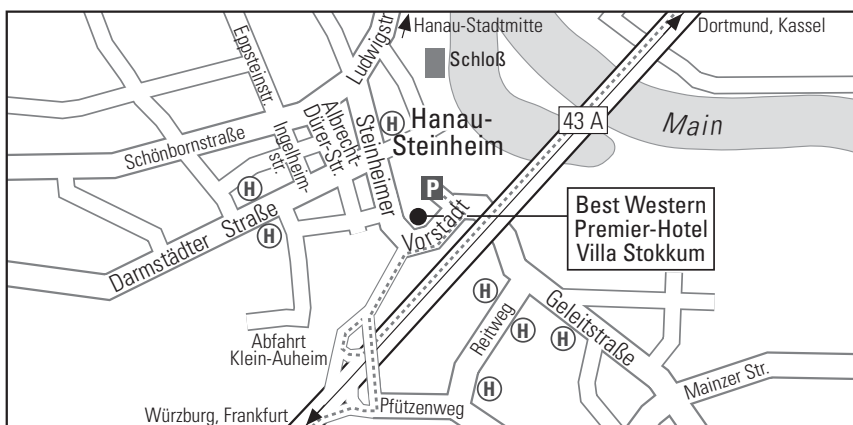 Hanau-Stadtmitte
Dortmund, Kassel
Eppsteinstr.
Ludwigstr.
Schloß
43 A
Main
Hanau-
Steinheim
Schönbornstraße
Ingelheim-
str.
Albrecht-
Dürer-Str.
Steinheimer
Vorstadt
H
H
H
P
Best Western
Premier-Hotel
Villa Stokkum
Darmstädter Straße
H
H
H
H
Reitweg
Geleitstraße
Abfahrt
Klein-Auheim
Mainzer Str.
Pfützenweg
Würzburg, Frankfurt